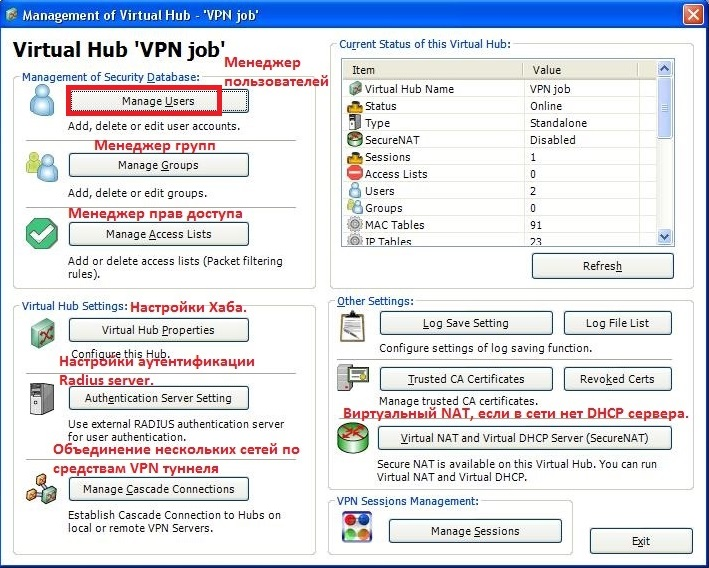 Management of Virtual Hub - 'VPN job'
Virtual Hub 'VPN job'
Management of Security Database:
Менеджер
пользователей
Manage Users
Add, delete or edit user accounts.
Менеджер групп
Manage Groups
Add, delete or edit groups.
Менеджер прав доступа
Manage Access Lists
Add or delete access lists (Packet filtering
rules).
Virtual Hub Settings:
Настройки Хаба.
Virtual Hub Properties
Configure this Hub.
Настройки аутентификации
Radius server.
Authentication Server Setting
Use external RADIUS authentication server
for user authentication.
Объединение нескольких сетей по
средствам VPN туннеля
Manage Cascade Connections
Establish Cascade Connection to Hubs on
local or remote VPN Servers.
Current Status of this Virtual Hub:
Item Value
Virtual Hub Name VPN job
Status Online
Type Standalone
SecureNAT Disabled
Sessions 1
Access Lists 0
Users 2
Groups 0
MAC Tables 91
IP Tables 23
Refresh
Other Settings:
Log Save Setting
Log File List
Configure settings of log saving function.
Trusted CA Certificates
Revoked Certs
Manage trusted CA certificates.
Виртуальный NAT, если в сети нет DHCP сервера.
Virtual NAT and Virtual DHCP Server (SecureNAT)
Secure NAT is available on this Virtual Hub. You can run
Virtual NAT and Virtual DHCP.
VPN Sessions Management:
Manage Sessions
Exit